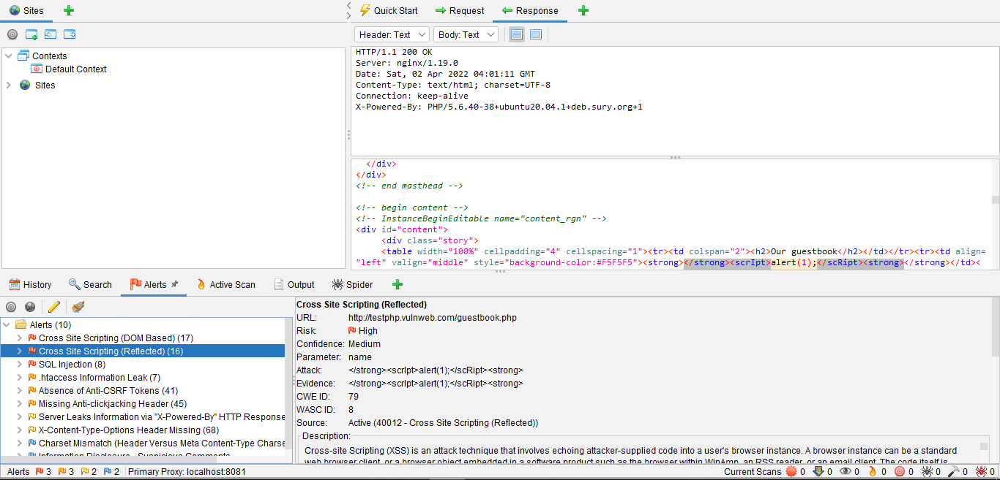 Sites
Quick Start
Request
Response
Header: Text
Body: Text
Contexts
Default Context
Sites
HTTP/1.1 200 OK
Server: nginx/1.19.0
Date: Sat, 02 Apr 2022 04:01:11 GMT
Content-Type: text/html; charset=UTF-8
Connection: keep-alive
X-Powered-By: PHP/5.6.40-38+ubuntu20.04.1+deb.sury.org+1
</div>
</div>
<!-- end masthead -->
<!-- begin content -->
<!-- InstanceBeginEditable name="content_rgn" -->
<div id="content">
<div class="story">
<table width="100%" cellpadding="4" cellspacing="1"><tr><td colspan="2"><h2>Our guestbook</h2></td></tr><tr><td align=
"left" valign="middle" style="background-color:#F5F5F5"><strong></strong><scrIpt>alert(1);</scRipt><strong></strong></td><
History
Search
Alerts
Active Scan
Output
Spider
Alerts (10)
Cross Site Scripting (DOM Based) (17)
Cross Site Scripting (Reflected) (16)
SQL Injection (8)
.htaccess Information Leak (7)
Absence of Anti-CSRF Tokens (41)
Missing Anti-clickjacking Header (45)
Server Leaks Information via "X-Powered-By" HTTP Response
X-Content-Type-Options Header Missing (68)
Charset Mismatch (Header Versus Meta Content-Type Charse
Information Disclosure - Suspicious Comments
Cross Site Scripting (Reflected)
URL: http://testphp.vulnweb.com/guestbook.php
Risk: High
Confidence: Medium
Parameter: name
Attack: </strong><scrIpt>alert(1);</scRipt><strong>
Evidence: </strong><scrIpt>alert(1);</scRipt><strong>
CWE ID: 79
WASC ID: 8
Source: Active (40012 - Cross Site Scripting (Reflected))
Description:
Cross-site Scripting (XSS) is an attack technique that involves echoing attacker-supplied code into a user's browser instance. A browser instance can be a standard
web browser client, or a browser object embedded in a software product such as the browser within WinAmp, an RSS reader, or an email client. The code itself is
Alerts 3 3 2 2 Primary Proxy: localhost:8081
Current Scans 0 0 0 0 0 0 0 0